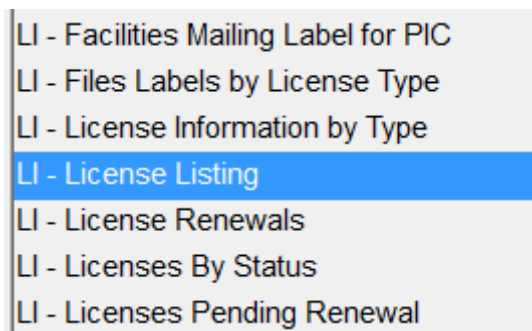 LI - Facilities Mailing Label for PIC
LI - Files Labels by License Type
LI - License Information by Type
LI - License Listing
LI - License Renewals
LI - Licenses By Status
LI - Licenses Pending Renewal